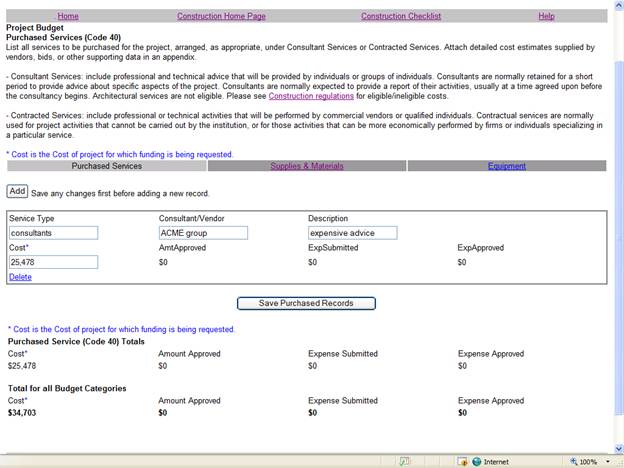 Home Construction Home Page Construction Checklist Help
Project Budget
Purchased Services (Code 40)
List all services to be purchased for the project, arranged, as appropriate, under Consultant Services or Contracted Services. Attach detailed cost estimates supplied by
vendors, bids, or other supporting data in an appendix.
- Consultant Services: include professional and technical advice that will be provided by individuals or groups of individuals. Consultants are normally retained for a short
period to provide advice about specific aspects of the project. Consultants are normally expected to provide a report of their activities, usually at a time agreed upon before
the consultancy begins. Architectural services are not eligible. Please see Construction regulations for eligible/ineligible costs.
- Contracted Services: include professional or technical activities that will be performed by commercial vendors or qualified individuals. Contractual services are normally
used for project activities that cannot be carried out by the institution, or for those activities that can be more economically performed by firms or individuals specializing in
a particular service.
* Cost is the Cost of project for which funding is being requested.
Purchased Services Supplies & Materials Equipment
Add Save any changes first before adding a new record.
Service Type Consultant/Vendor Description
consultants ACME group expensive advice
Cost* AmtApproved ExpSubmitted ExpApproved
25,478 $0 $0 $0
Delete
Save Purchased Records
* Cost is the Cost of project for which funding is being requested.
Purchased Service (Code 40) Totals
Cost* Amount Approved Expense Submitted Expense Approved
$25,478 $0 $0 $0
Total for all Budget Categories
Cost* Amount Approved Expense Submitted Expense Approved
$34,703 $0 $0 $0
Internet 100%